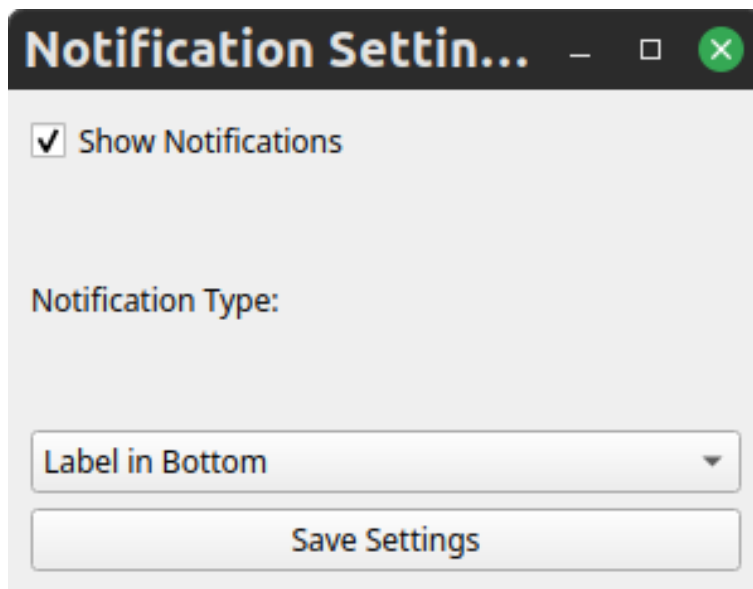 Notification Settin...
Show Notifications
Notification Type:
Label in Bottom
Save Settings